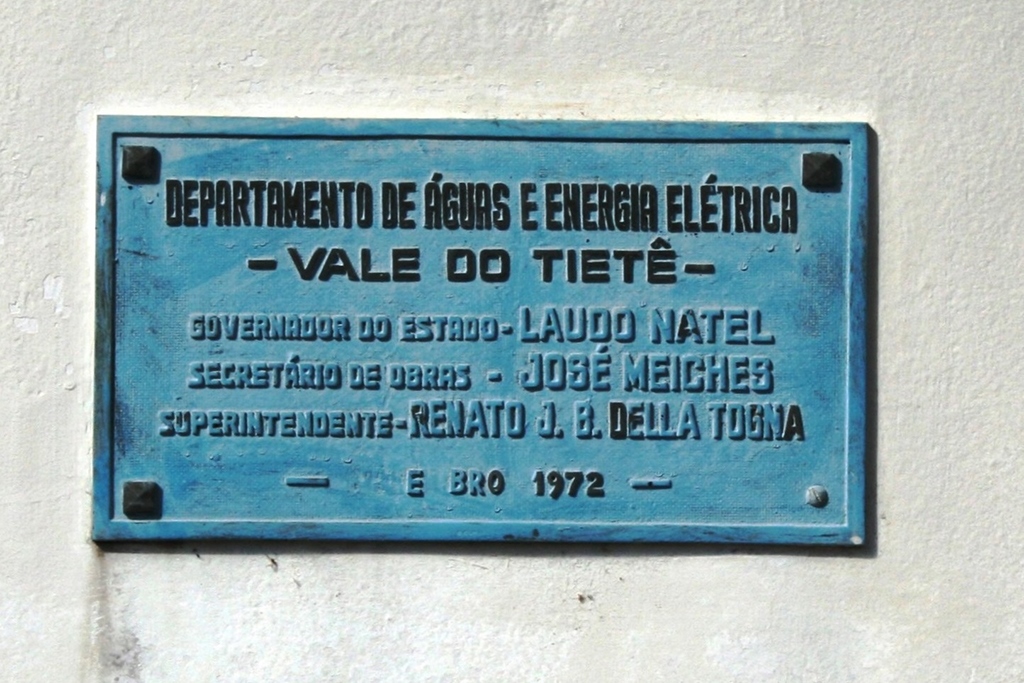 DEPARTAMENTO DE ÁGUAS E ENERGIA ELÉTRICA
- VALE DO TIETÊ -
GOVERNADOR DO ESTADO - LAUDO NATEL
SECRETÁRIO DE OBRAS - JOSÉ MEICHES
SUPERINTENDENTE - RENATO J. B. DELLA TOGNA
- 1972 -